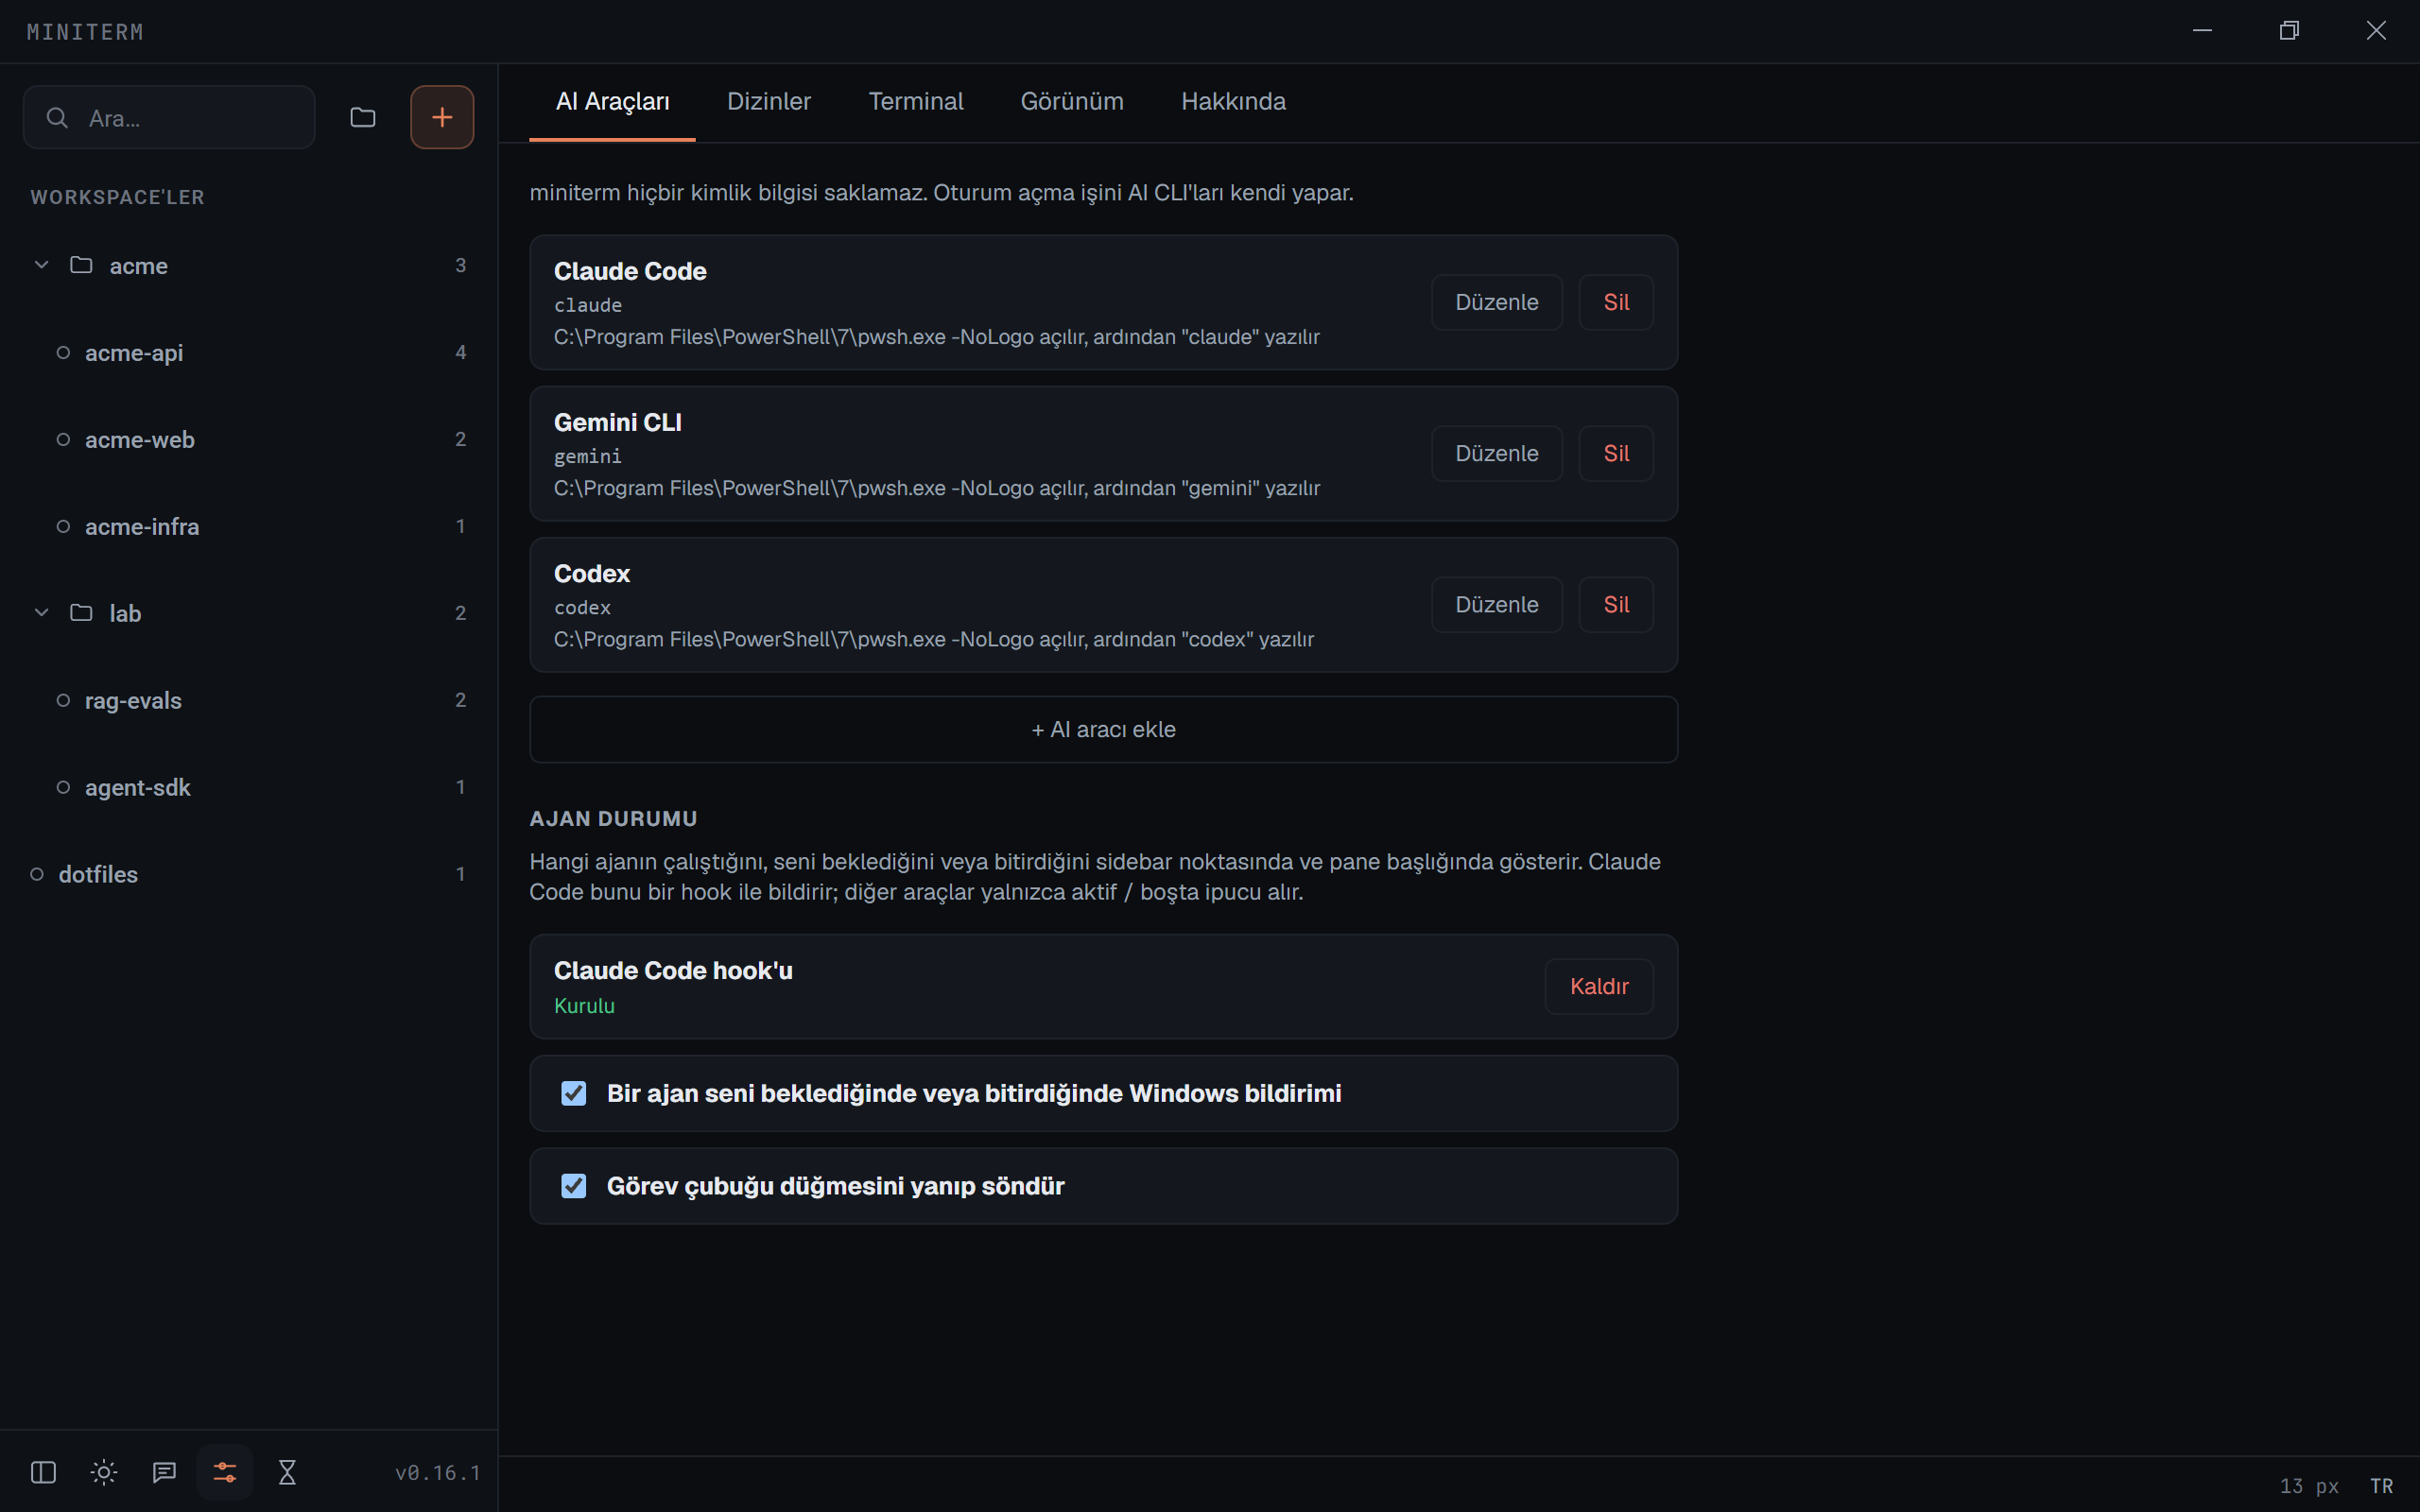 MINITERM
Ara...
WORKSPACE'LER
acme 3
acme-api 4
acme-web 2
acme-infra 1
lab 2
rag-evals 2
agent-sdk 1
dotfiles 1
v0.16.1
AI Araçları Dizinler Terminal Görünüm Hakkında
miniterm hiçbir kimlik bilgisi saklamaz. Oturum açma işini AI CLI'ları kendi yapar.
Claude Code
claude
C:\Program Files\PowerShell\7\pwsh.exe -NoLogo açılır, ardından "claude" yazılır
Düzenle Sil
Gemini CLI
gemini
C:\Program Files\PowerShell\7\pwsh.exe -NoLogo açılır, ardından "gemini" yazılır
Düzenle Sil
Codex
codex
C:\Program Files\PowerShell\7\pwsh.exe -NoLogo açılır, ardından "codex" yazılır
Düzenle Sil
+ AI aracı ekle
AJAN DURUMU
Hangi ajanın çalıştığını, seni beklediğini veya bitirdiğini sidebar noktasında ve pane başlığında gösterir. Claude
Code bunu bir hook ile bildirir; diğer araçlar yalnızca aktif / boşta ipucu alır.
Claude Code hook'u
Kurulu
Kaldır
Bir ajan seni beklediğinde veya bitirdiğinde Windows bildirimi
Görev çubuğu düğmesini yanıp söndür
13 px TR